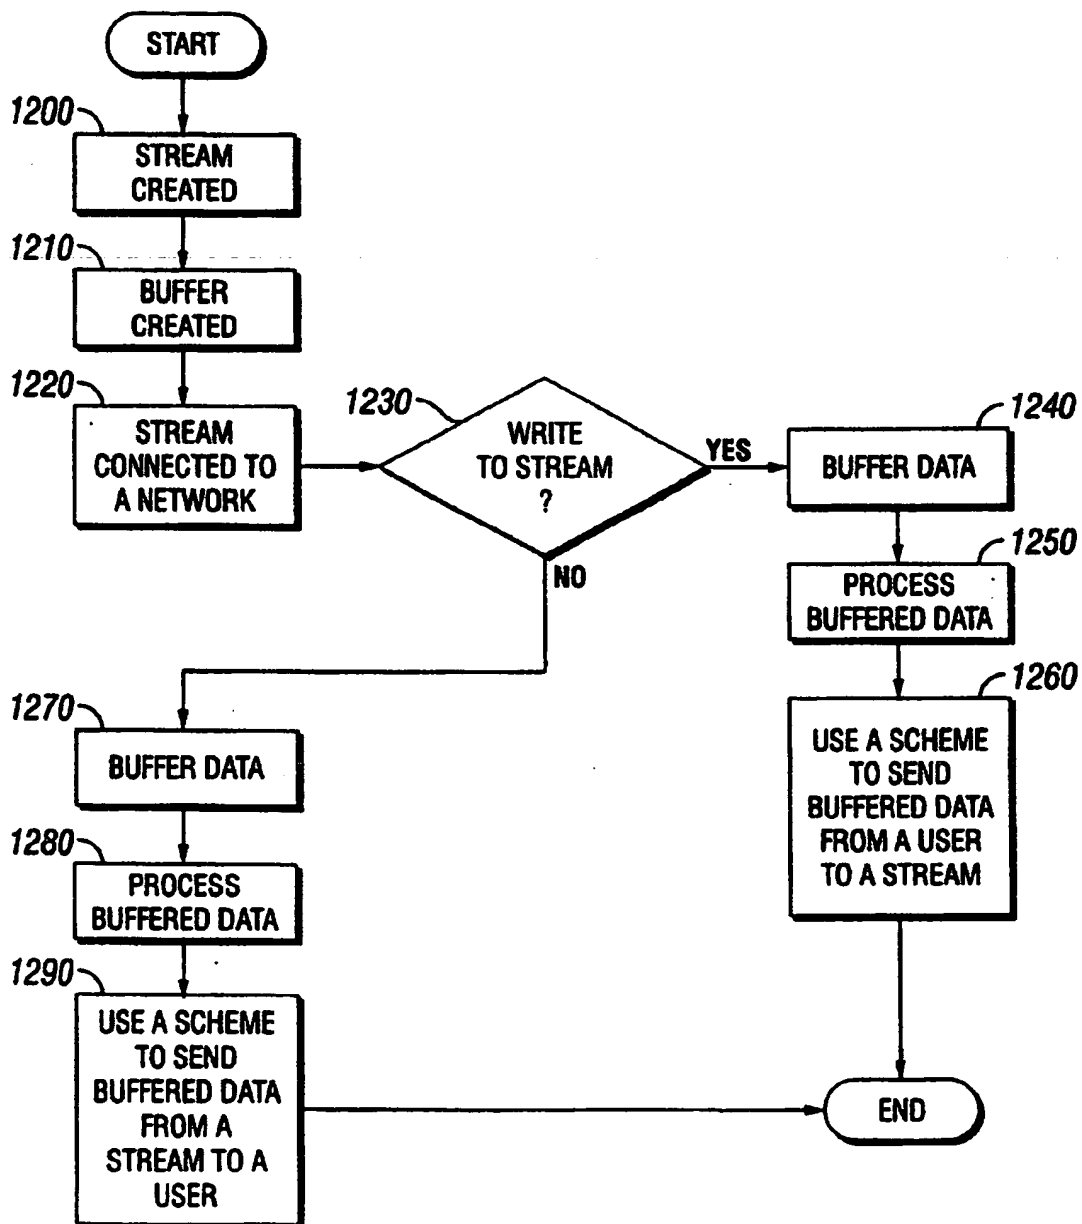 START
1200
STREAM
CREATED
1210
BUFFER
CREATED
1220
STREAM
CONNECTED TO
A NETWORK
1230
WRITE
TO STREAM
?
YES
NO
1240
BUFFER DATA
1250
PROCESS
BUFFERED DATA
1260
USE A SCHEME
TO SEND
BUFFERED DATA
FROM A USER
TO A STREAM
1270
BUFFER DATA
1280
PROCESS
BUFFERED DATA
1290
USE A SCHEME
TO SEND
BUFFERED DATA
FROM A
STREAM TO A
USER
END